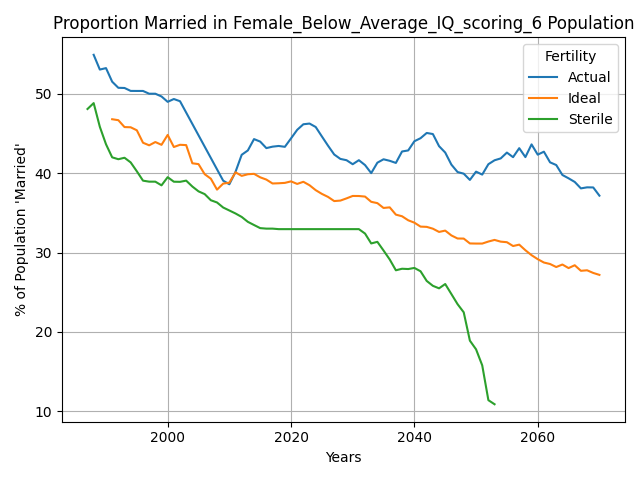 Proportion Married in Female_Below_Average_IQ_scoring_6 Population
Fertility
Actual
Ideal
Sterile
% of Population 'Married'
50
40
30
20
10
2000 2020 2040 2060
Years